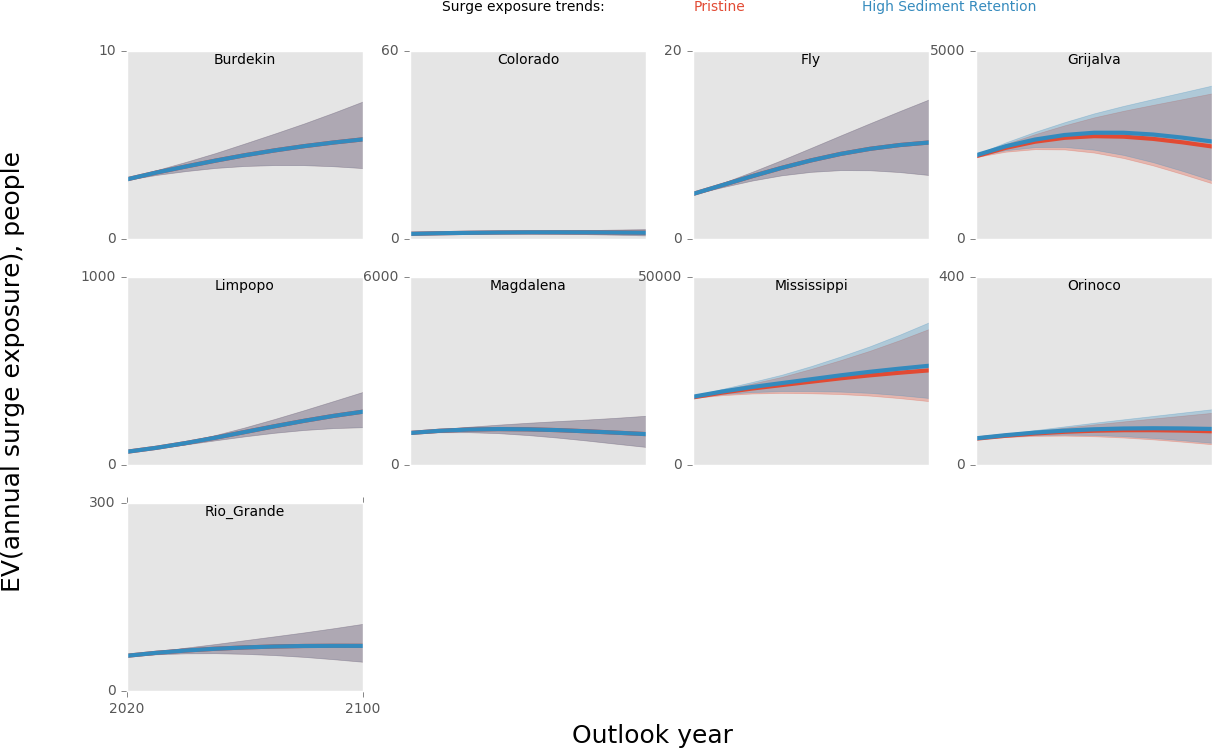 Surge exposure trends: Pristine High Sediment Retention
10 60 20 5000
Burdekin Colorado Fly Grijalva
0 0 0 0
1000 6000 50000 400
Limpopo Magdalena Mississippi Orinoco
0 0 0 0
300
Rio_Grande
0
2020 2100
EV(annual surge exposure), people
Outlook year